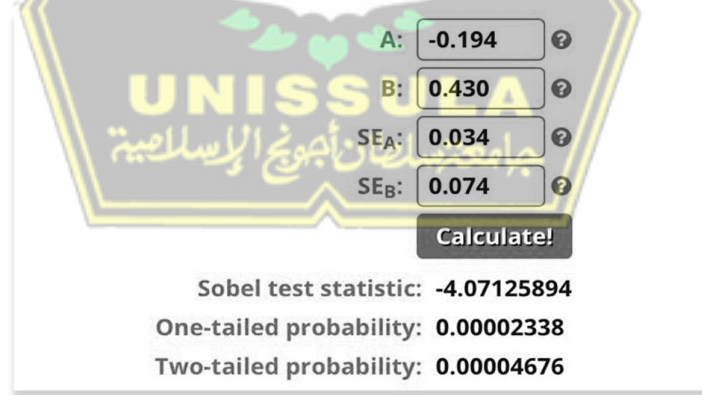 A: -0.194
B: 0.430
UNISSULA
SEA: 0.034
جامعة سلطان أجونج الإسلامية
SEB: 0.074
Calculate!
Sobel test statistic: -4.07125894
One-tailed probability: 0.00002338
Two-tailed probability: 0.00004676